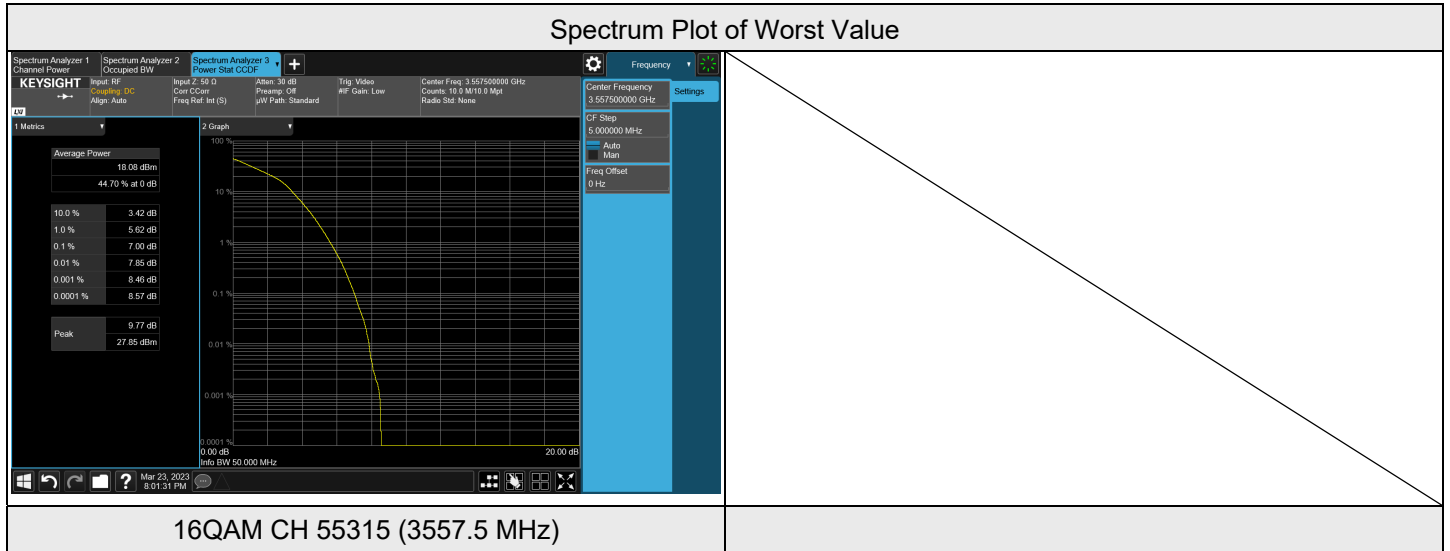 Spectrum Plot of Worst Value
Spectrum Analyzer 1
Channel Power
Spectrum Analyzer 2
Occupied BW
Spectrum Analyzer 3
Power Stat CCDF
Frequency
KEYSIGHT
LXI
Input: RF
Coupling: DC
Align: Auto
Input Z: 50 Ω
Corr CCorr
Freq Ref: Int (S)
Atten: 30 dB
Preamp: Off
µW Path: Standard
Trig: Video
#IF Gain: Low
Center Freq: 3.557500000 GHz
Counts: 10.0 M/10.0 Mpt
Radio Std: None
Center Frequency
3.557500000 GHz
Settings
CF Step
5.000000 MHz
Auto
Man
Freq Offset
0 Hz
1 Metrics
Average Power
18.08 dBm
44.70 % at 0 dB
10.0 % 3.42 dB
1.0 % 5.62 dB
0.1 % 7.00 dB
0.01 % 7.85 dB
0.001 % 8.46 dB
0.0001 % 8.57 dB
Peak
9.77 dB
27.85 dBm
2 Graph
100 %
10 %
1 %
0.1 %
0.01 %
0.001 %
0.0001 %
0.00 dB
20.00 dB
Info BW 50.000 MHz
?
Mar 23, 2023
8:01:31 PM
16QAM CH 55315 (3557.5 MHz)